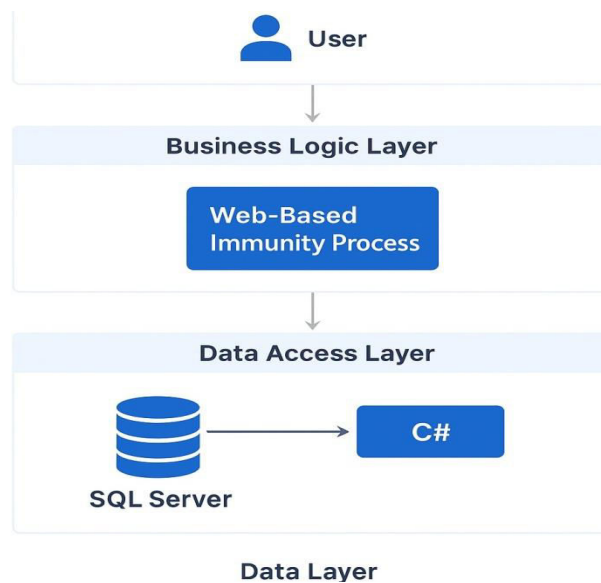 User
Business Logic Layer
Web-Based
Immunity Process
Data Access Layer
C#
SQL Server
Data Layer